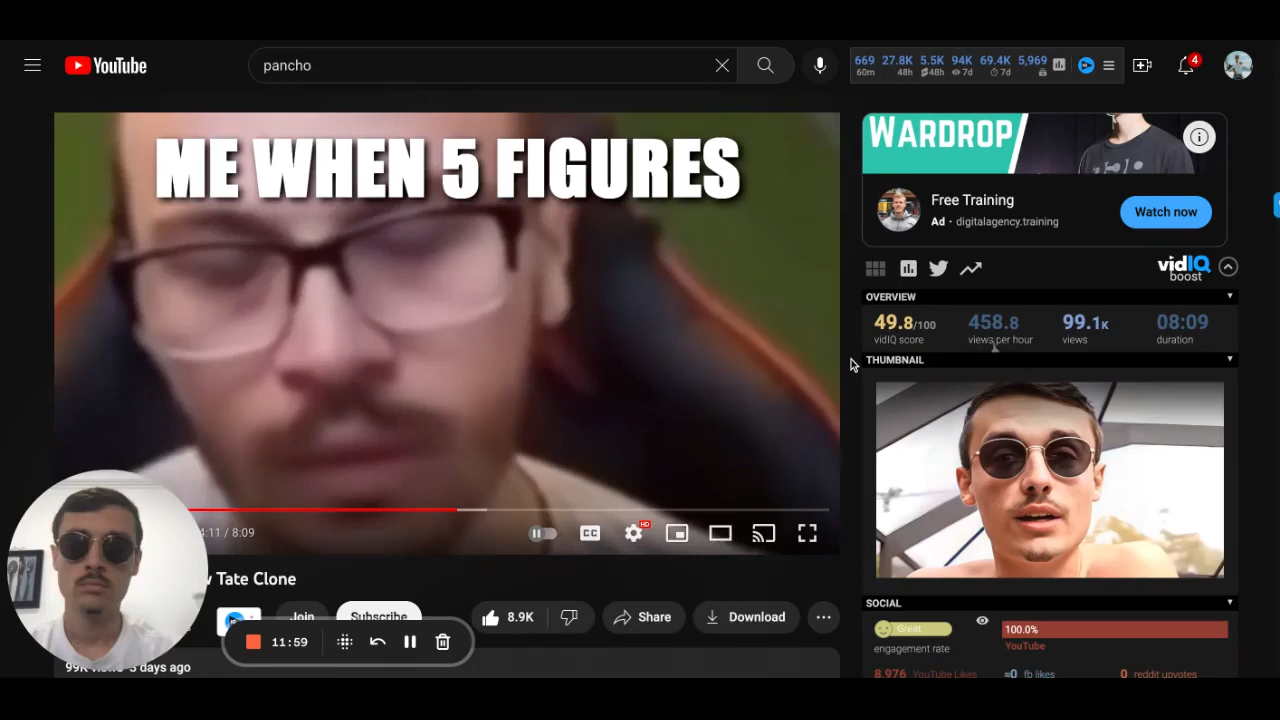 YouTube
pancho
669 27.8K 5.5K 94K 69.4K 5,969
60m 48h 48h 7d 7d
4
ME WHEN 5 FIGURES
WARDROP
Free Training
Ad · digitalagency.training
Watch now
vidIQ
boost
OVERVIEW
49.8/100 458.8 99.1K 08:09
vidIQ score views per hour views duration
THUMBNAIL
4:11 / 8:09
CC
HD
Tate Clone
Join
Subscribe
8.9K
Share
Download
11:59
99K views 3 days ago
SOCIAL
Great
engagement rate
100.0%
YouTube
8,976 YouTube Likes
≈0 fb likes
0 reddit upvotes